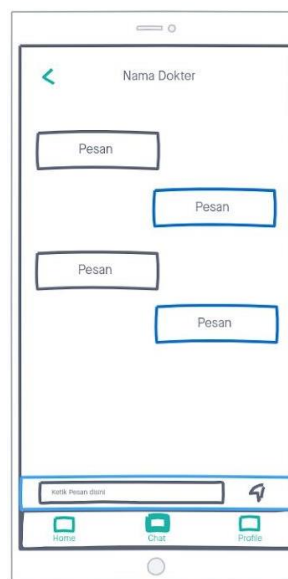 Nama Dokter
Pesan
Pesan
Pesan
Pesan
Ketik Pesan disini
Home Chat Profile